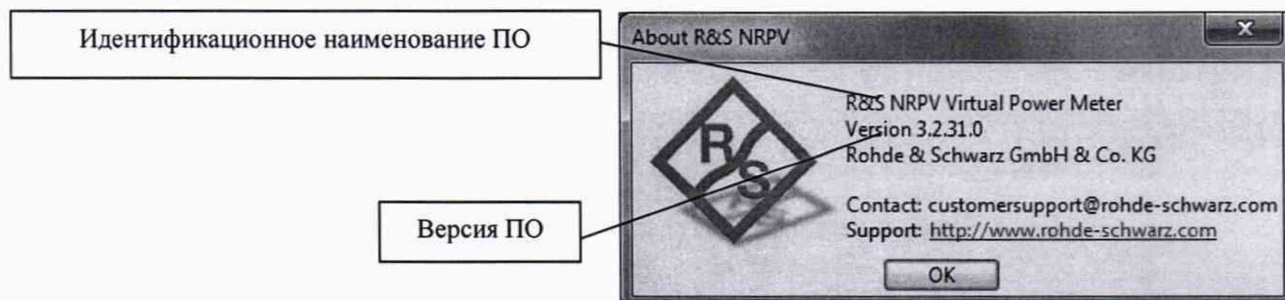 Идентификационное наименование ПО
About R&S NRPV
R&S NRPV Virtual Power Meter
Version 3.2.31.0
Rohde & Schwarz GmbH & Co. KG
R
S
Contact: customersupport@rohde-schwarz.com
Support: http://www.rohde-schwarz.com
Версия ПО
OK